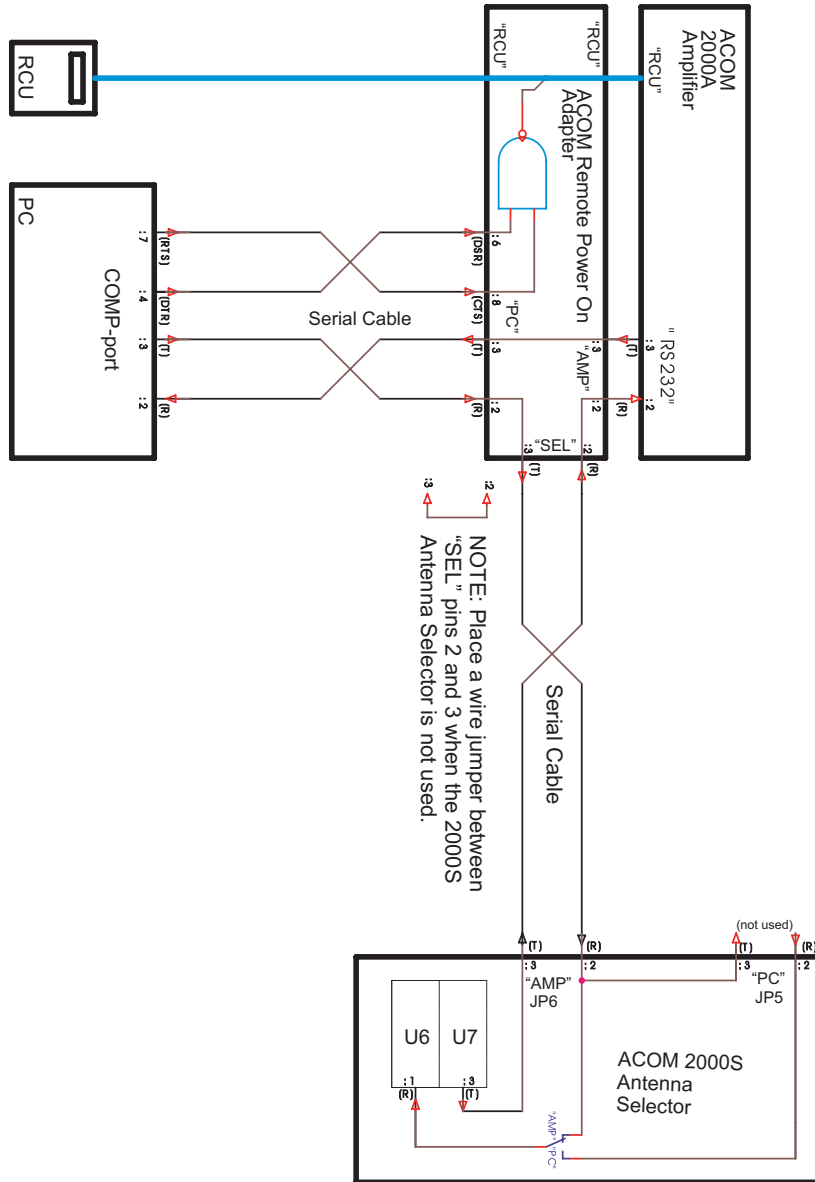 RCU
PC
COMP-port
:7
(RTS)
:4
(DTR)
:3
(T)
:2
(R)
Serial Cable
"RCU"
"RCU"
ACOM Remote Power On
Adapter
:6
(DSR)
:8
(CTS)
"PC"
:3
(T)
:2
(R)
"AMP"
:3
:2
"SEL"
:3
(T)
:2
(R)
ACOM
2000A
Amplifier
"RCU"
" RS232"
:3
(T)
:2
(R)
:3
:2
NOTE: Place a wire jumper between
"SEL" pins 2 and 3 when the 2000S
Antenna Selector is not used.
Serial Cable
(T)
:3
(R)
:2
"AMP"
JP6
(not used)
(T)
:3
(R)
:2
"PC"
JP5
U6
U7
:1
(R)
:3
(T)
ACOM 2000S
Antenna
Selector
"AMP"
"PC"